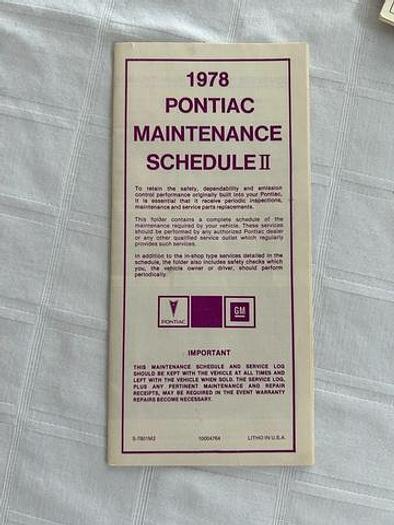 1978
PONTIAC
MAINTENANCE
SCHEDULE II
To retain the safety, dependability and emission
control performance originally built into your Pontiac,
it is essential that it receive periodic inspections,
maintenance and service parts replacements.
This folder contains a complete schedule of the
maintenance required by your vehicle. These services
should be performed by any authorized Pontiac dealer
or any other qualified service outlet which regularly
provides such services.
In addition to the in-shop type services detailed in the
schedule, the folder also includes safety checks which
you, the vehicle owner or driver, should perform
periodically.
PONTIAC
GM
IMPORTANT
THIS MAINTENANCE SCHEDULE AND SERVICE LOG
SHOULD BE KEPT WITH THE VEHICLE AT ALL TIMES AND
LEFT WITH THE VEHICLE WHEN SOLD. THE SERVICE LOG,
PLUS ANY PERTINENT MAINTENANCE AND REPAIR
RECEIPTS, MAY BE REQUIRED IN THE EVENT WARRANTY
REPAIRS BECOME NECESSARY.
S-7801M2 10004764 LITHO IN U.S.A.